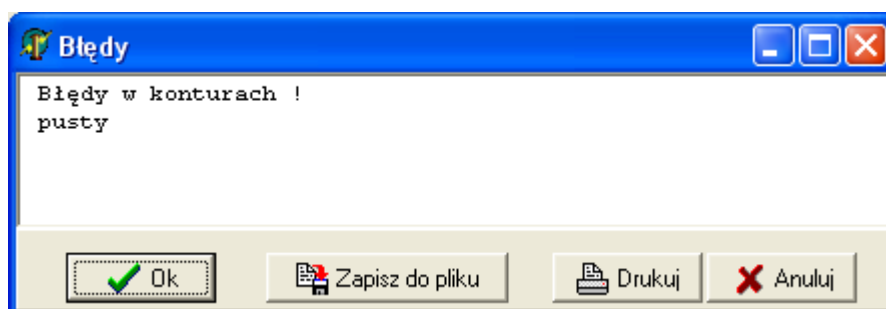 Błędy
Błędy w konturach !
pusty
Ok
Zapisz do pliku
Drukuj
Anuluj